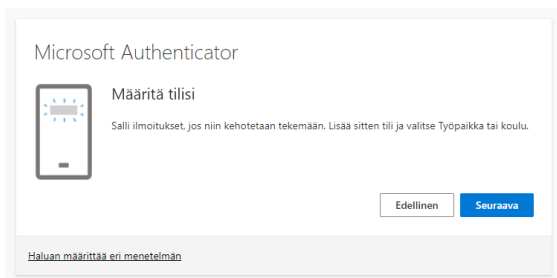 Microsoft Authenticator
Määritä tilisi
Salli ilmoitukset, jos niin kehotetaan tekemään. Lisää sitten tili ja valitse Työpaikka tai koulu.
Edellinen
Seuraava
Haluan määrittää eri menetelmän